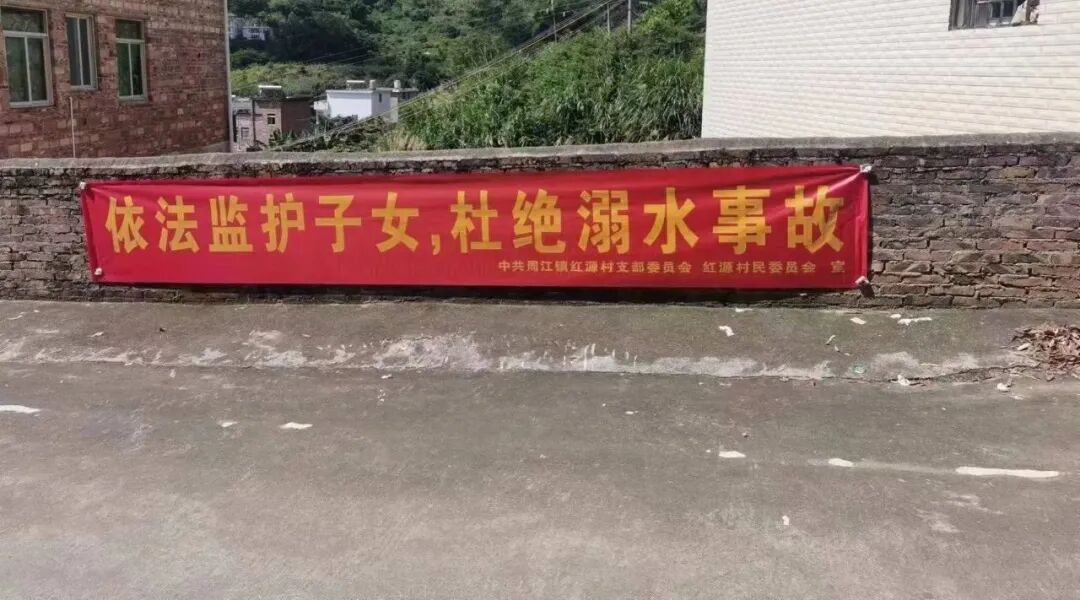 依法监护子女,杜绝溺水事故
中共周江镇红源村支部委员会 红源村民委员会 宣